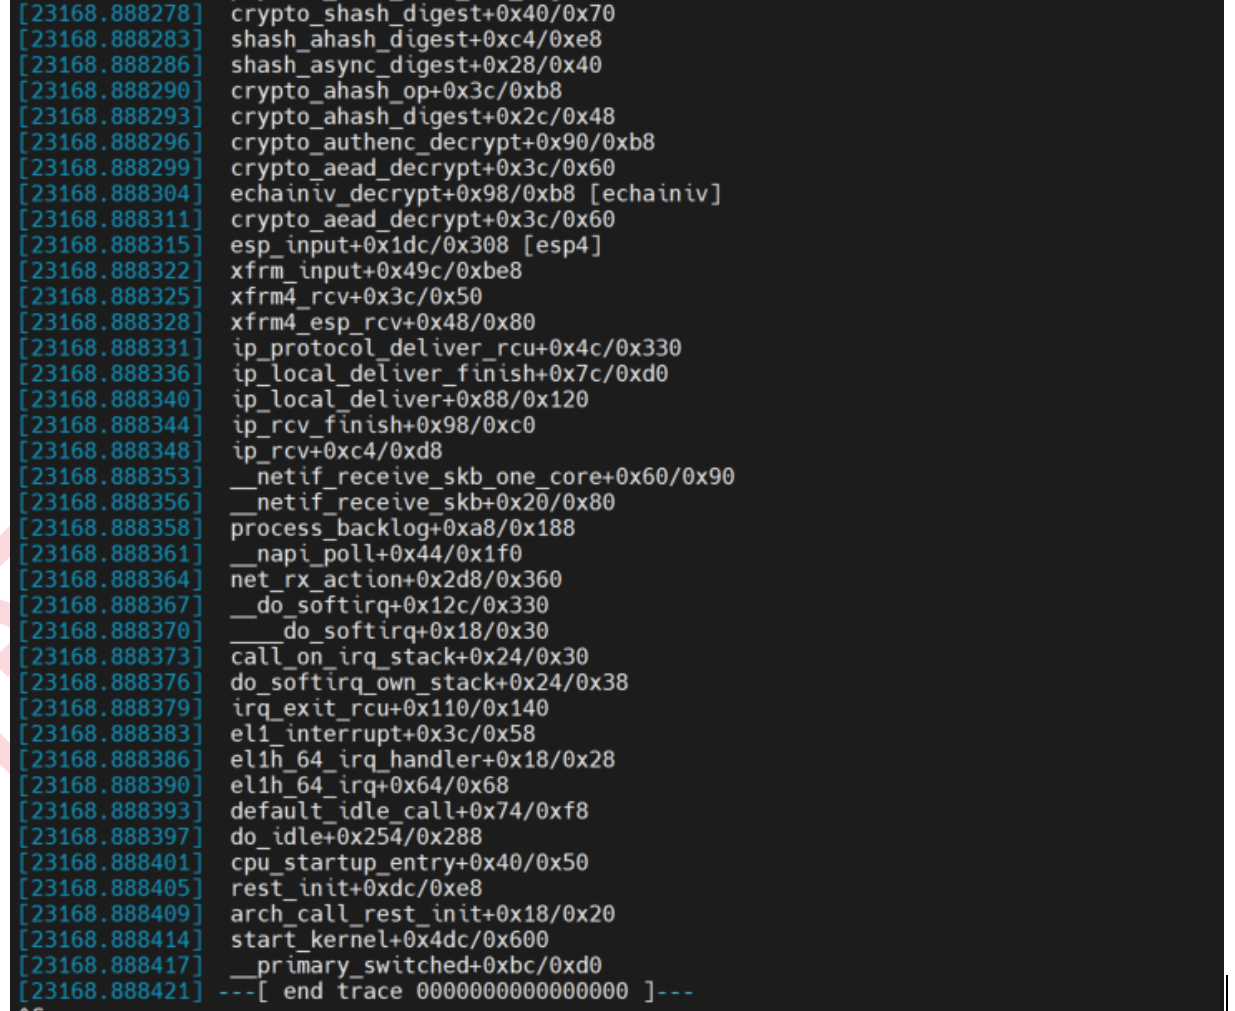 [23168.888278]  crypto_shash_digest+0x40/0x70
[23168.888283]  shash_ahash_digest+0xc4/0xe8
[23168.888286]  shash_async_digest+0x28/0x40
[23168.888290]  crypto_ahash_op+0x3c/0xb8
[23168.888293]  crypto_ahash_digest+0x2c/0x48
[23168.888296]  crypto_authenc_decrypt+0x90/0xb8
[23168.888299]  crypto_aead_decrypt+0x3c/0x60
[23168.888304]  echainiv_decrypt+0x98/0xb8 [echainiv]
[23168.888311]  crypto_aead_decrypt+0x3c/0x60
[23168.888315]  esp_input+0x1dc/0x308 [esp4]
[23168.888322]  xfrm_input+0x49c/0xbe8
[23168.888325]  xfrm4_rcv+0x3c/0x50
[23168.888328]  xfrm4_esp_rcv+0x48/0x80
[23168.888331]  ip_protocol_deliver_rcu+0x4c/0x330
[23168.888336]  ip_local_deliver_finish+0x7c/0xd0
[23168.888340]  ip_local_deliver+0x88/0x120
[23168.888344]  ip_rcv_finish+0x98/0xc0
[23168.888348]  ip_rcv+0xc4/0xd8
[23168.888353]  __netif_receive_skb_one_core+0x60/0x90
[23168.888356]  __netif_receive_skb+0x20/0x80
[23168.888358]  process_backlog+0xa8/0x188
[23168.888361]  __napi_poll+0x44/0x1f0
[23168.888364]  net_rx_action+0x2d8/0x360
[23168.888367]  __do_softirq+0x12c/0x330
[23168.888370]  ____do_softirq+0x18/0x30
[23168.888373]  call_on_irq_stack+0x24/0x30
[23168.888376]  do_softirq_own_stack+0x24/0x38
[23168.888379]  irq_exit_rcu+0x110/0x140
[23168.888383]  el1_interrupt+0x3c/0x58
[23168.888386]  el1h_64_irq_handler+0x18/0x28
[23168.888390]  el1h_64_irq+0x64/0x68
[23168.888393]  default_idle_call+0x74/0xf8
[23168.888397]  do_idle+0x254/0x288
[23168.888401]  cpu_startup_entry+0x40/0x50
[23168.888405]  rest_init+0xdc/0xe8
[23168.888409]  arch_call_rest_init+0x18/0x20
[23168.888414]  start_kernel+0x4dc/0x600
[23168.888417]  __primary_switched+0xbc/0xd0
[23168.888421] ---[ end trace 0000000000000000 ]---